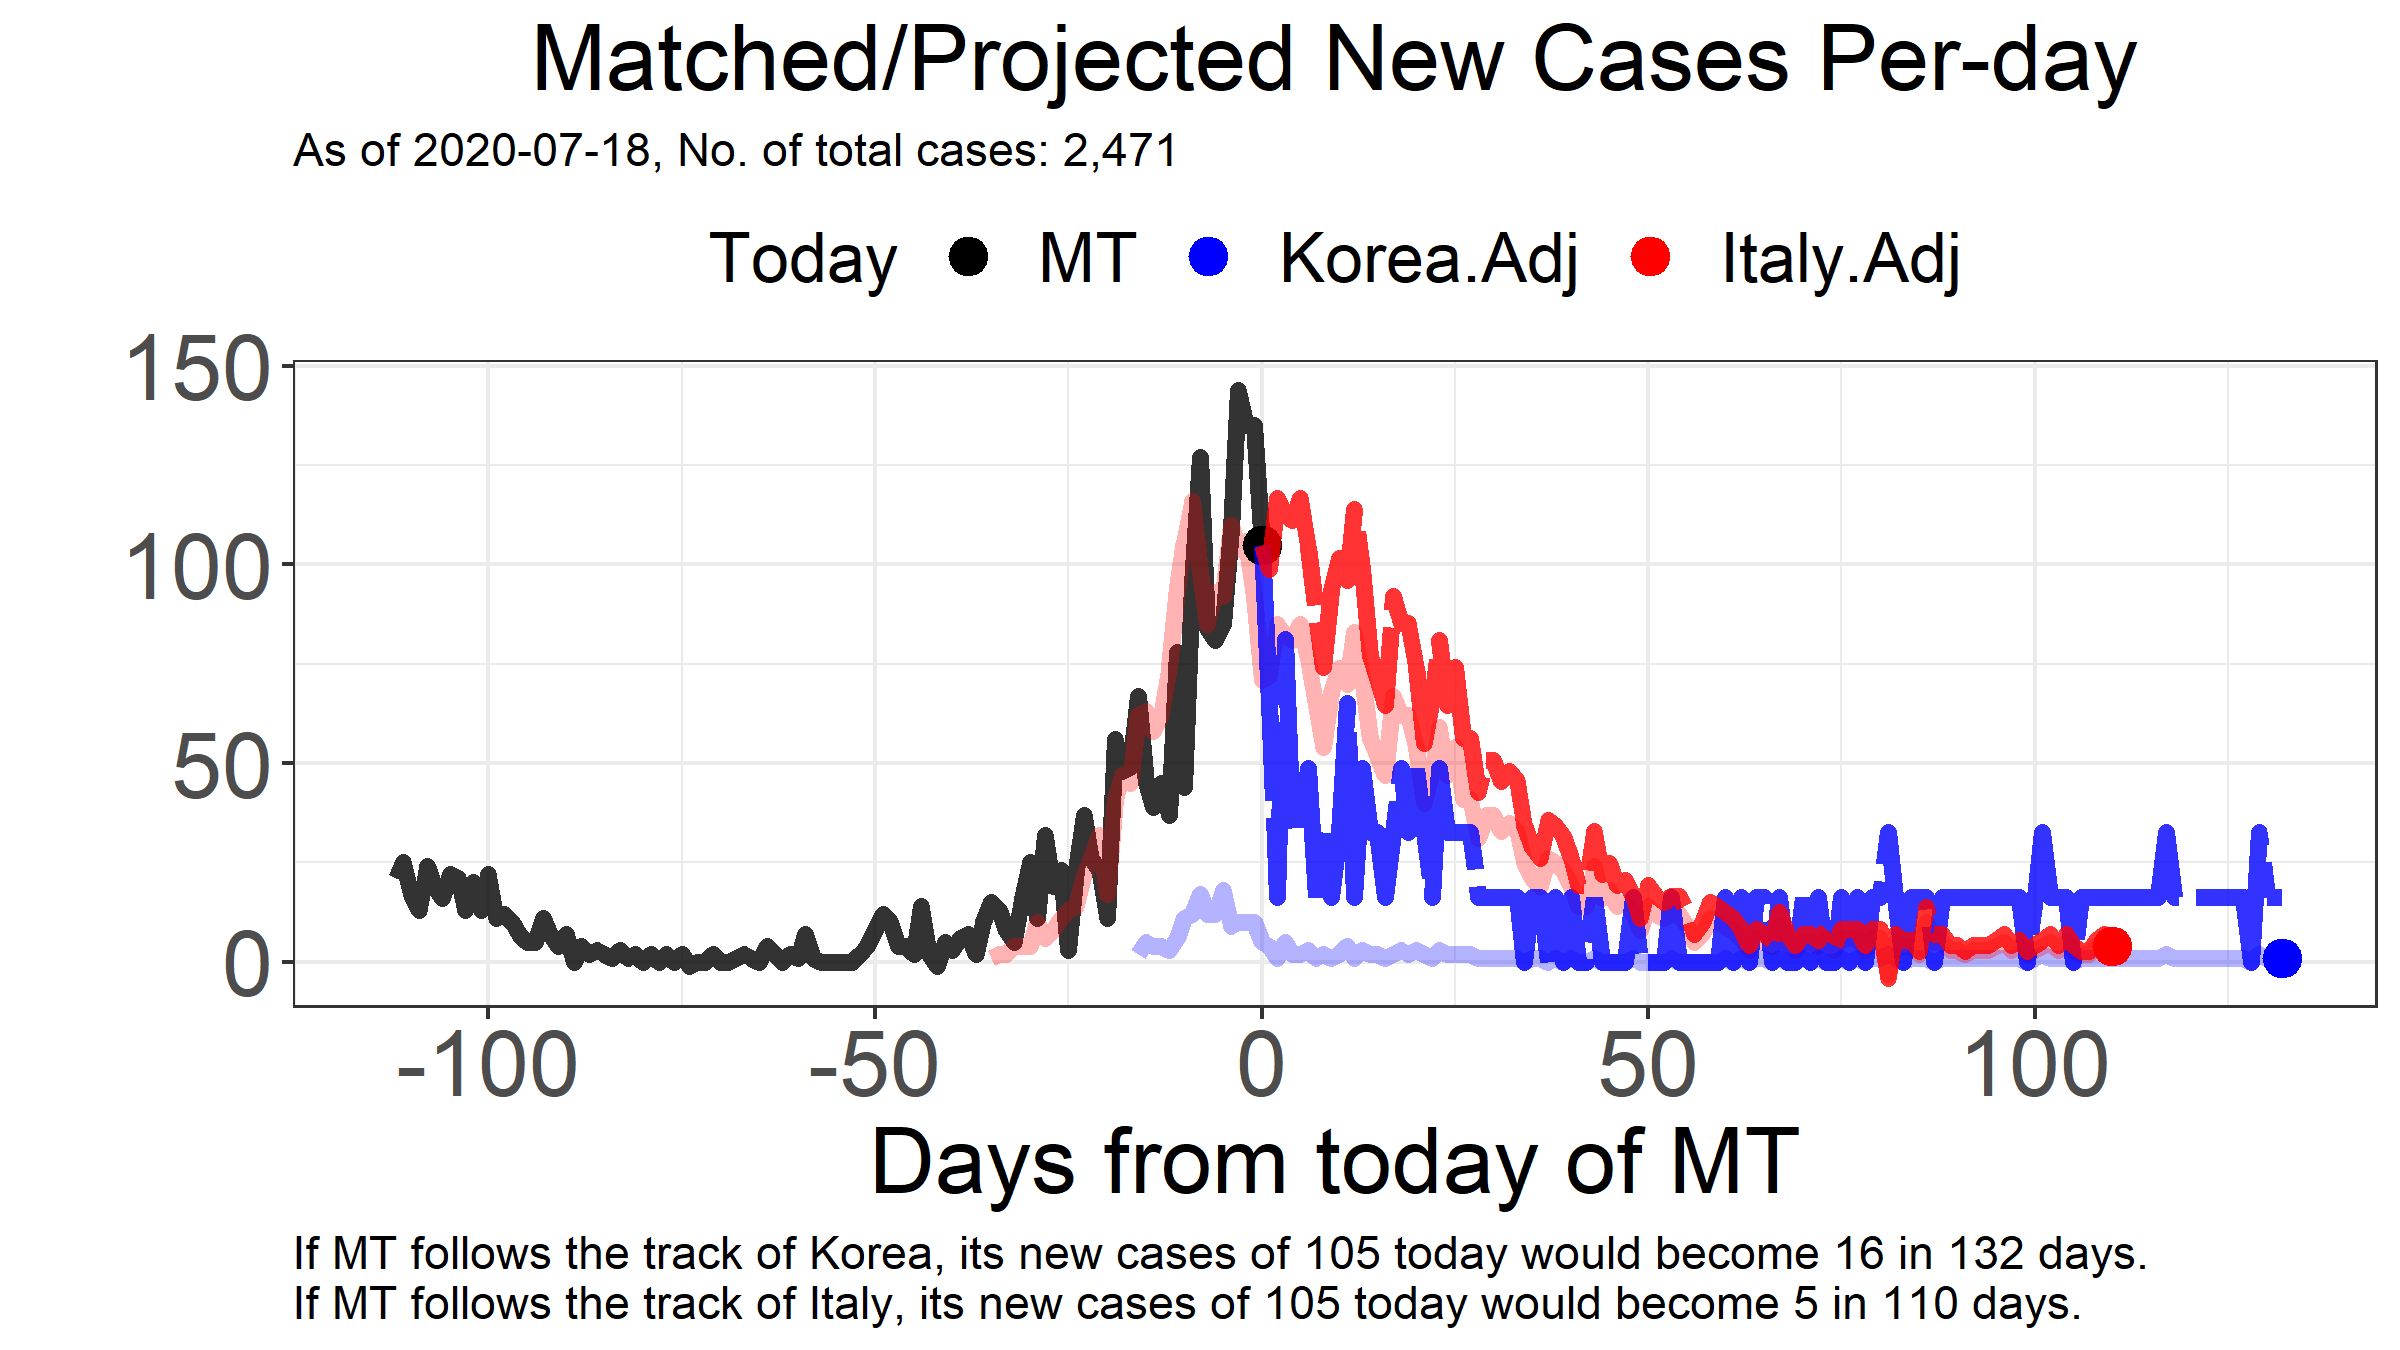 Matched/Projected New Cases Per-day
As of 2020-07-18, No. of total cases: 2,471
Today MT Korea.Adj Italy.Adj
150
100
50
0
-100 -50 0 50 100
Days from today of MT
If MT follows the track of Korea, its new cases of 105 today would become 16 in 132 days.
If MT follows the track of Italy, its new cases of 105 today would become 5 in 110 days.